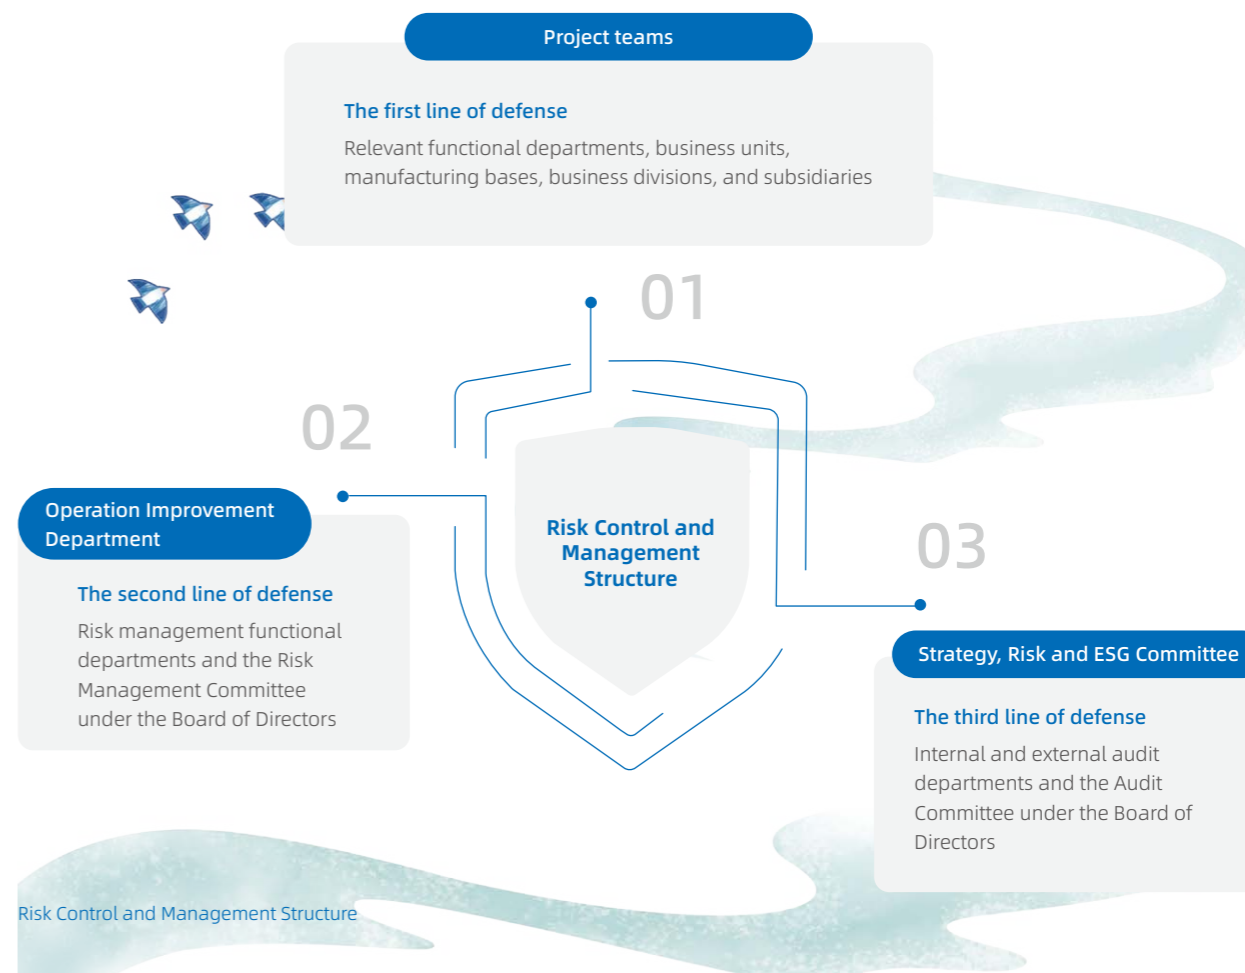 Project teams
The first line of defense
Relevant functional departments, business units,
manufacturing bases, business divisions, and subsidiaries
01
02
Operation Improvement
Department
The second line of defense
Risk management functional
departments and the Risk
Management Committee
under the Board of Directors
Risk Control and
Management
Structure
03
Strategy, Risk and ESG Committee
The third line of defense
Internal and external audit
departments and the Audit
Committee under the Board of
Directors
Risk Control and Management Structure